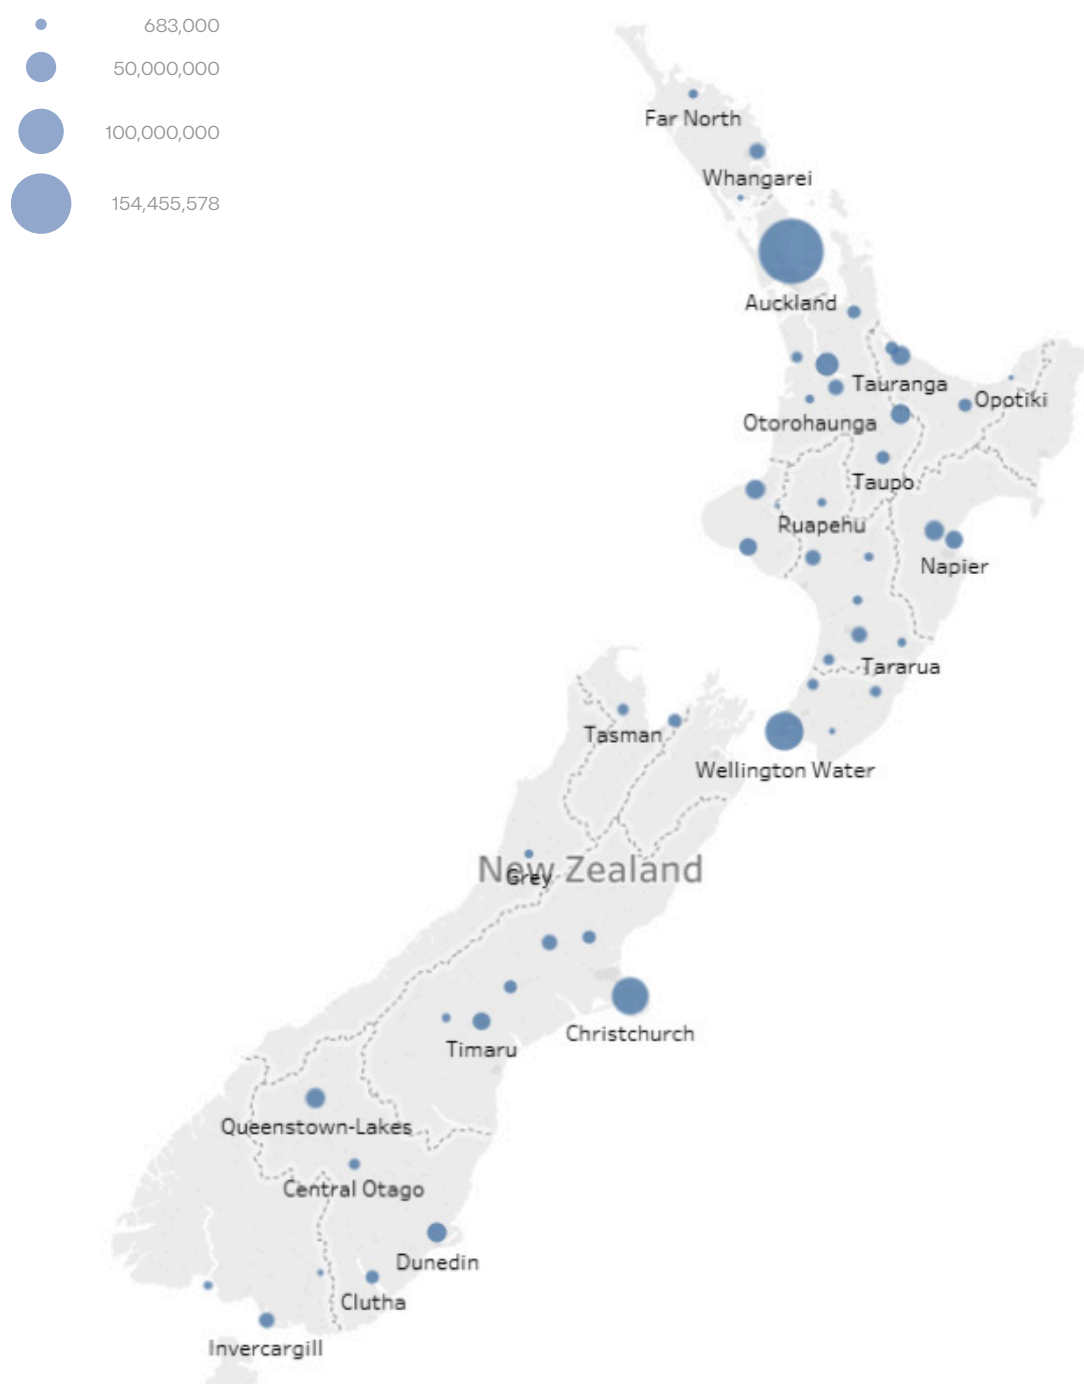 683,000
50,000,000
100,000,000
154,455,578
Far North
Whangarei
Auckland
Tauranga
Opotiki
Otorohaunga
Taupo
Ruapehu
Napier
Tararua
Tasman
Wellington Water
New Zealand
Grey
Christchurch
Timaru
Queenstown-Lakes
Central Otago
Dunedin
Clutha
Invercargill